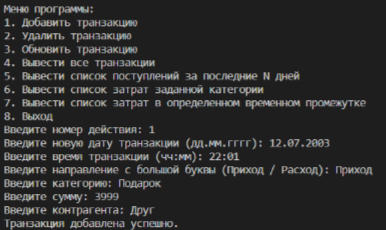 Меню программы:
1. Добавить транзакцию
2. Удалить транзакцию
3. Обновить транзакцию
4. Вывести все транзакции
5. Вывести список поступлений за последние N дней
6. Вывести список затрат заданной категории
7. Вывести список затрат в определенном временном промежутке
8. Выход
Введите номер действия: 1
Введите новую дату транзакции (дд.мм.гггг): 12.07.2003
Введите время транзакции (чч:мм): 22:01
Введите направление с большой буквы (Приход / Расход): Приход
Введите категорию: Подарок
Введите сумму: 3999
Введите контрагента: Друг
Транзакция добавлена успешно.